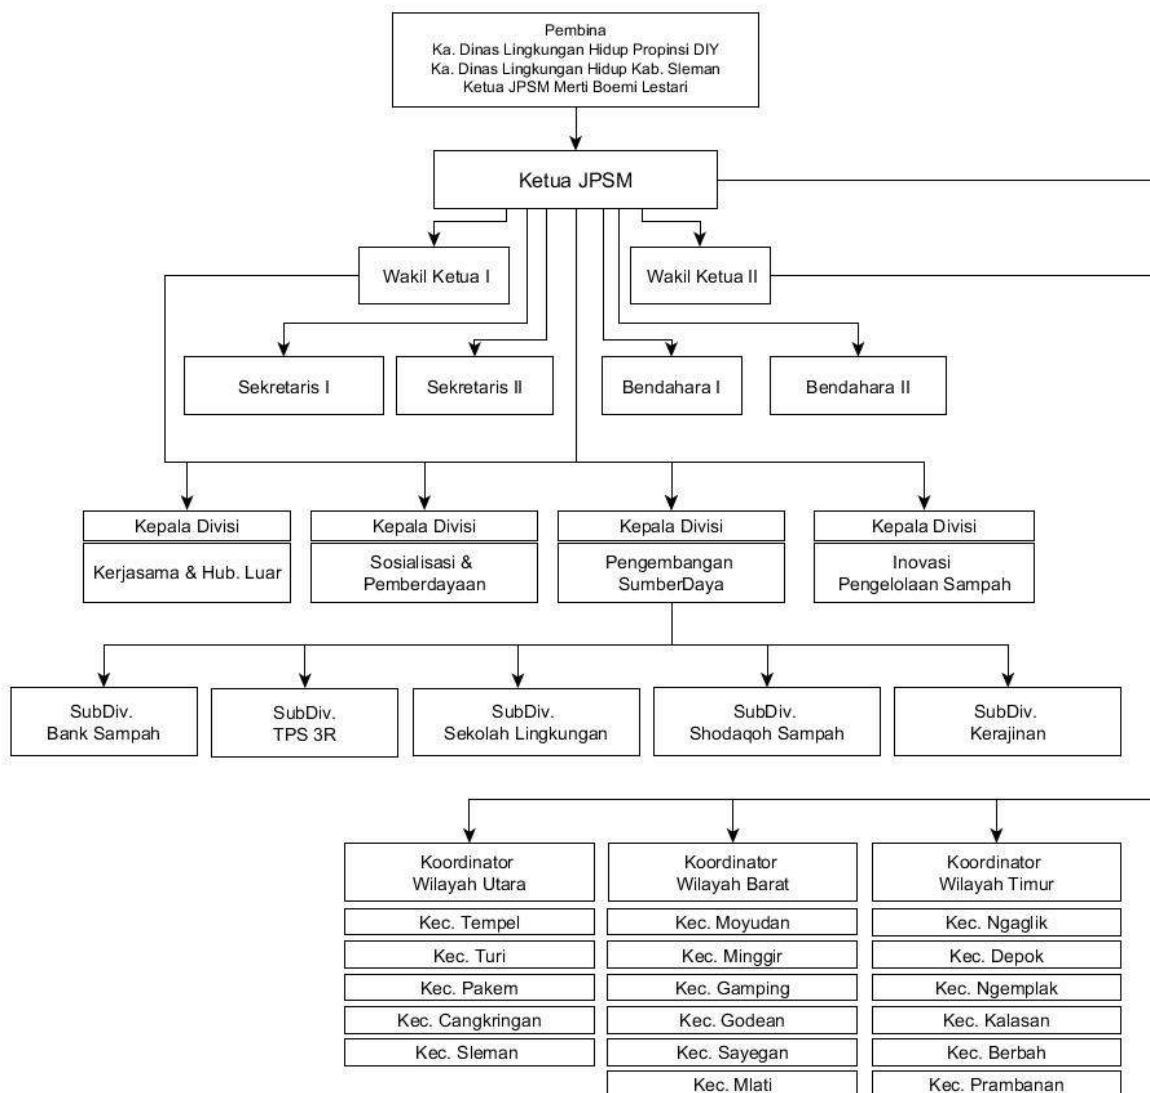 Pembina
Ka. Dinas Lingkungan Hidup Propinsi DIY
Ka. Dinas Lingkungan Hidup Kab. Sleman
Ketua JPSM Merti Boemi Lestari
Ketua JPSM
Wakil Ketua I
Wakil Ketua II
Sekretaris I
Sekretaris II
Bendahara I
Bendahara II
Kepala Divisi
Kerjasama & Hub. Luar
Kepala Divisi
Sosialisasi &
Pemberdayaan
Kepala Divisi
Pengembangan
SumberDaya
Kepala Divisi
Inovasi
Pengelolaan Sampah
SubDiv.
Bank Sampah
SubDiv.
TPS 3R
SubDiv.
Sekolah Lingkungan
SubDiv.
Shodaqoh Sampah
SubDiv.
Kerajinan
Koordinator
Wilayah Utara
Kec. Tempel
Kec. Turi
Kec. Pakem
Kec. Cangkringan
Kec. Sleman
Koordinator
Wilayah Barat
Kec. Moyudan
Kec. Minggir
Kec. Gamping
Kec. Godean
Kec. Sayegan
Kec. Mlati
Koordinator
Wilayah Timur
Kec. Ngaglik
Kec. Depok
Kec. Ngemplak
Kec. Kalasan
Kec. Berbah
Kec. Prambanan